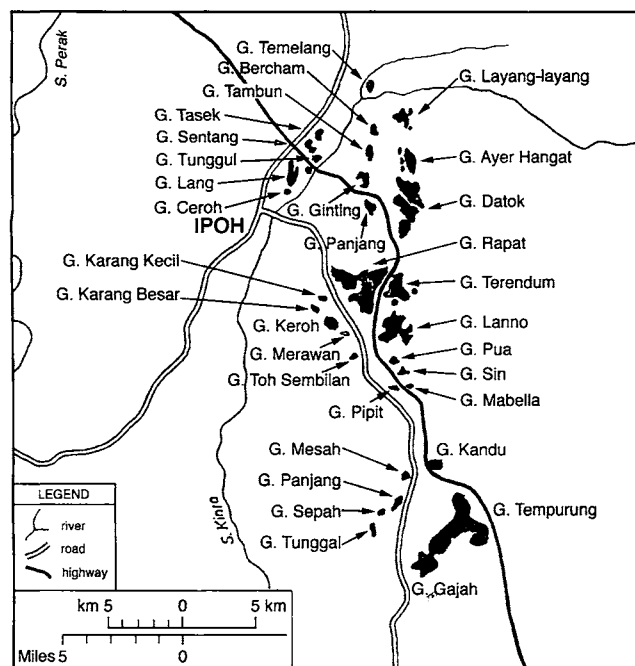 S. Perak
G. Temelang
G. Bercham
G. Tambun
G. Layang-layang
G. Tasek
G. Sentang
G. Tunggul
G. Lang
G. Ceroh
G. Ayer Hangat
G. Datok
IPOH
G. Ginting
G. Panjang
G. Rapat
G. Karang Kecil
G. Karang Besar
G. Terendum
G. Keroh
G. Lanno
G. Merawan
G. Pua
G. Toh Sembilan
G. Sin
G. Pipit
G. Mabella
G. Mesah
G. Kandu
G. Panjang
G. Sepah
G. Tempurung
G. Tunggal
S. Kinta
G. Gajah
LEGEND
river
road
highway
km 5 0 5 km
Miles 5 0